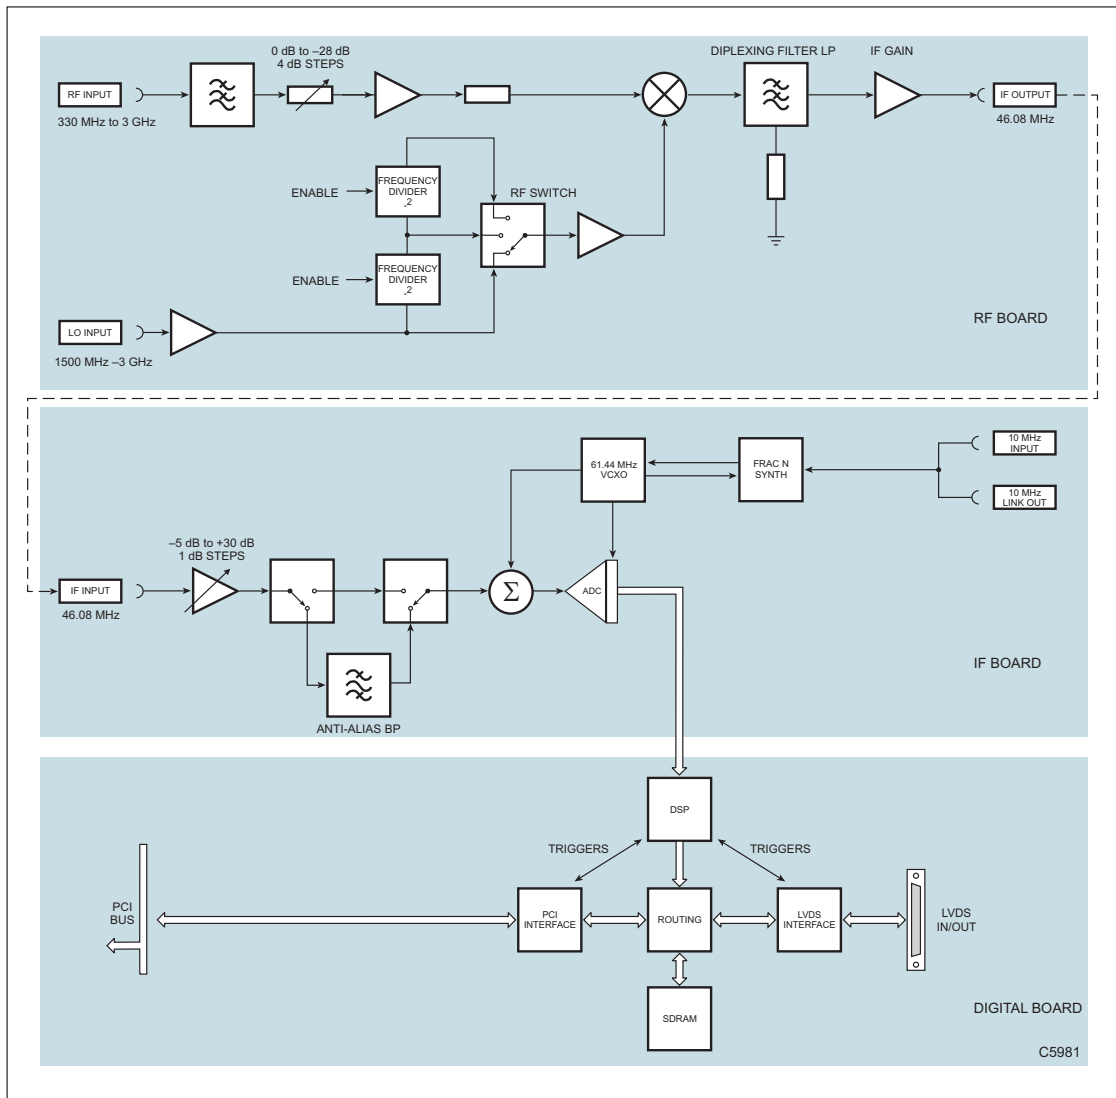 0 dB to –28 dB
4 dB STEPS
DIPLEXING FILTER LP
IF GAIN
RF INPUT
330 MHz to 3 GHz
IF OUTPUT
46.08 MHz
ENABLE
FREQUENCY
DIVIDER
.2
RF SWITCH
ENABLE
FREQUENCY
DIVIDER
.2
LO INPUT
1500 MHz –3 GHz
RF BOARD
61.44 MHz
VCXO
FRAC N
SYNTH
10 MHz
INPUT
10 MHz
LINK OUT
–5 dB to +30 dB
1 dB STEPS
IF INPUT
46.08 MHz
Σ
ADC
ANTI-ALIAS BP
IF BOARD
DSP
TRIGGERS
TRIGGERS
PCI
BUS
PCI
INTERFACE
ROUTING
LVDS
INTERFACE
LVDS
IN/OUT
SDRAM
DIGITAL BOARD
C5981